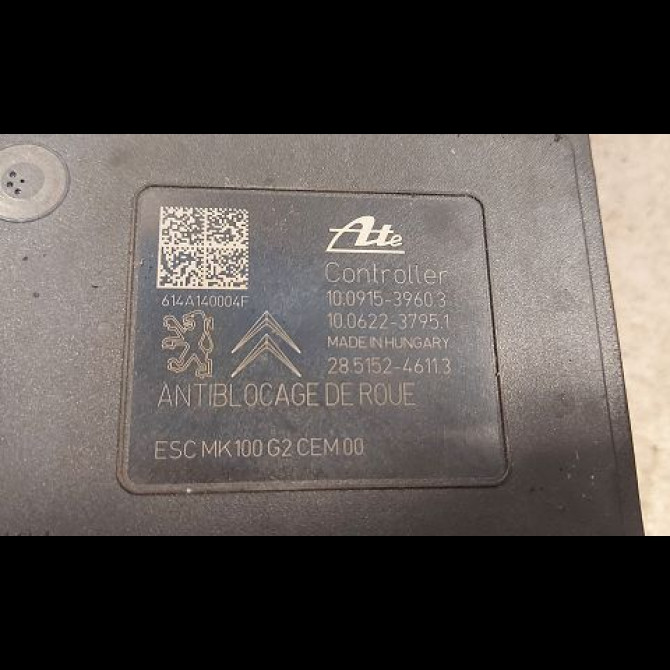 Ate
Controller
614A140004F
10.0915-3960.3
10.0622-3795.1
MADE IN HUNGARY
28.5152-4611.3
ANTIBLOCAGE DE ROUE
ESC MK100 G2 CEM 00